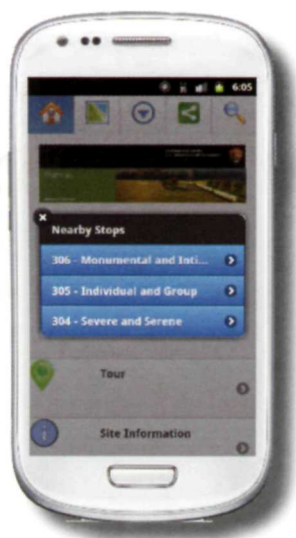 6:05
Nearby Stops
306 - Monumental and Inti...
305 - Individual and Group
304 - Severe and Serene
Tour
Site Information